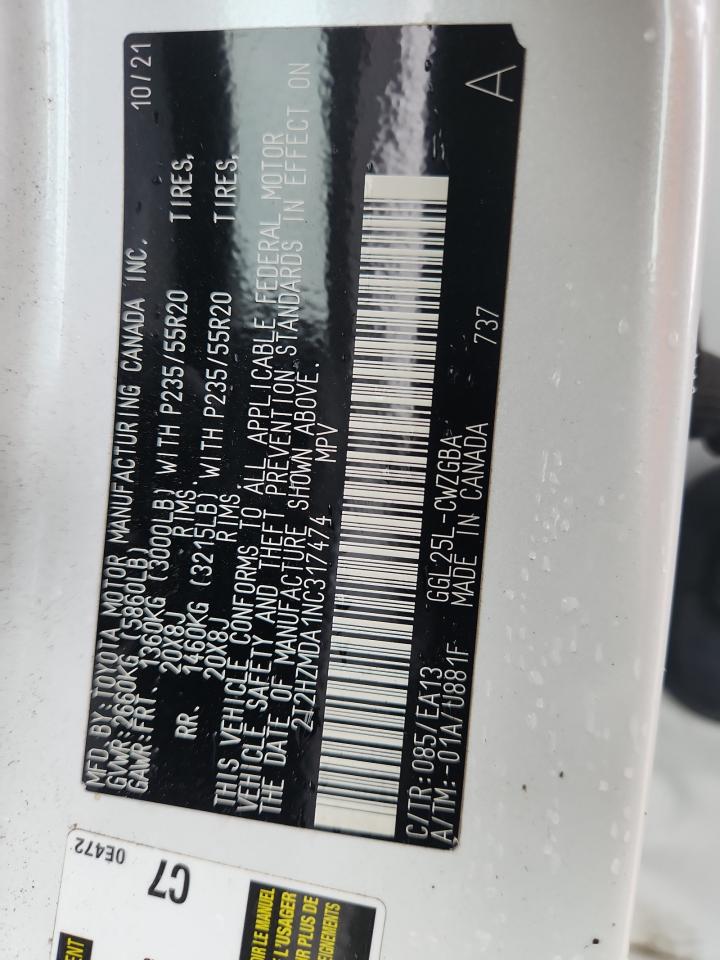 MFD. BY: TOYOTA MOTOR MANUFACTURING CANADA INC. 10/21
GVWR: 2660KG (5860LB)
GAWR: FRT. 1360KG (3000LB) WITH P235/55R20 TIRES,
20X8J RIMS.
RR. 1460KG (3215LB) WITH P235/55R20 TIRES,
20X8J RIMS
THIS VEHICLE CONFORMS TO ALL APPLICABLE FEDERAL MOTOR
VEHICLE SAFETY AND THEFT PREVENTION STANDARDS IN EFFECT ON
THE DATE OF MANUFACTURE SHOWN ABOVE.
2T2HZMDA1NC317474 MPV
C/TR: 085/EA13 GGL25L-CWZGBA 737 A
A/TM:-01A/U881F MADE IN CANADA
0E472
C7
L'USAGER
PLUS DE